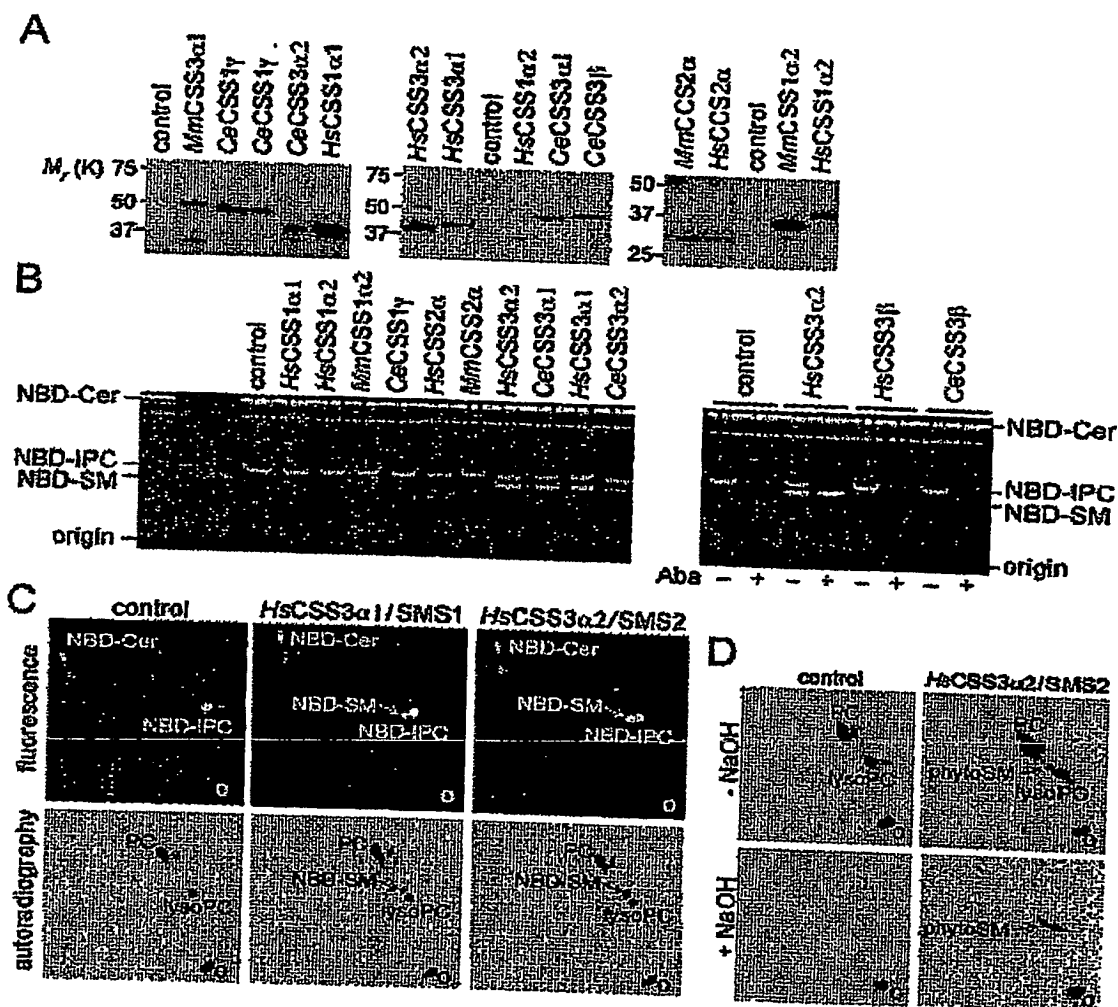 A
control
MmCSS3α1
CeCSS1γ
CeCSS1γ.
CeCSS3α2
HsCSS1α1
HsCSS3α2
HsCSS3α1
control
HsCSS1α2
CeCSS3α1
CeCSS3β
MmCCS2α
HsCCS2α
control
MmCSS1α2
HsCSS1α2
Mr (K) 75
50
37
75
50
37
50
37
25
B
control
HsCSS1α1
HsCSS1α2
MmCSS1α2
CeCSS1γ
HsCSS2α
MmCSS2α
HsCSS3α2
CeCSS3α1
HsCSS3α1
CeCSS3α2
control
HsCSS3α2
HsCSS3β
CeCSS3β
NBD-Cer
NBD-IPC
NBD-SM
origin
NBD-Cer
NBD-IPC
NBD-SM
origin
Aba - + - + - + - +
C
control
HsCSS3α1/SMS1
HsCSS3α2/SMS2
fluorescence
NBD-Cer
NBD-IPC
O
NBD-Cer
NBD-SM
NBD-IPC
O
NBD-Cer
NBD-SM
NBD-IPC
O
autoradiography
PC
lysoPC
O
PC
NBD-SM
lysoPC
O
PC
NBD-SM
lysoPC
O
D
control
HsCSS3α2/SMS2
- NaOH
PC
lysoPC
O
PC
phytoSM
lysoPC
O
+ NaOH
O
phytoSM
O